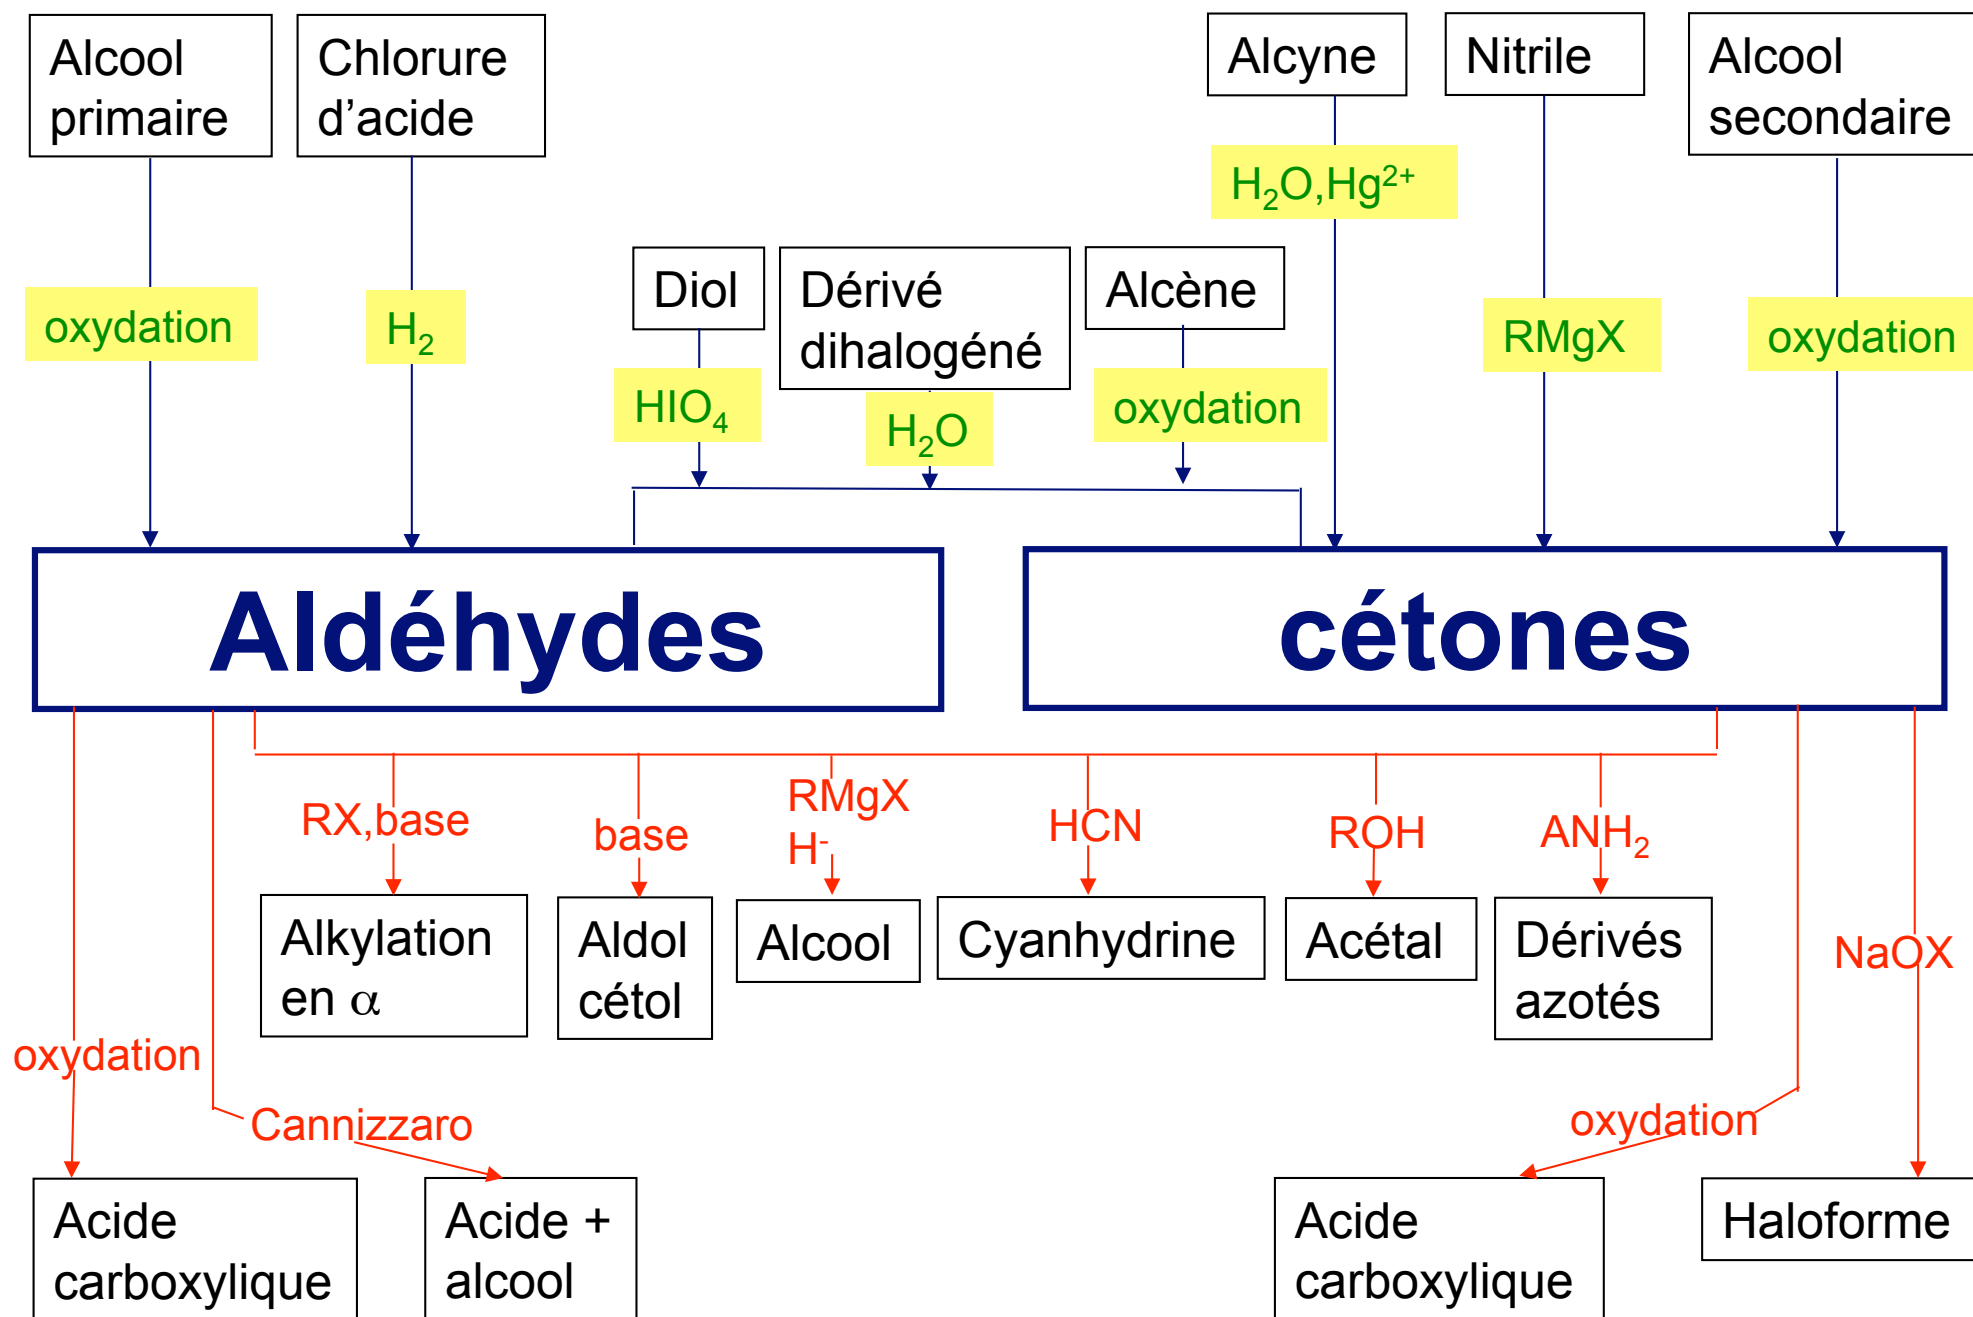 Alcool
primaire
Chlorure
d'acide
Alcyne
Nitrile
Alcool
secondaire
H₂O,Hg²⁺
Diol
Dérivé
dihalogéné
Alcène
oxydation
H₂
RMgX
oxydation
HIO₄
H₂O
oxydation
Aldéhydes
cétones
RX,base
base
RMgX
H⁻
HCN
ROH
ANH₂
Alkylation
en α
Aldol
cétol
Alcool
Cyanhydrine
Acétal
Dérivés
azotés
NaOX
oxydation
Cannizzaro
oxydation
Acide
carboxylique
Acide +
alcool
Acide
carboxylique
Haloforme